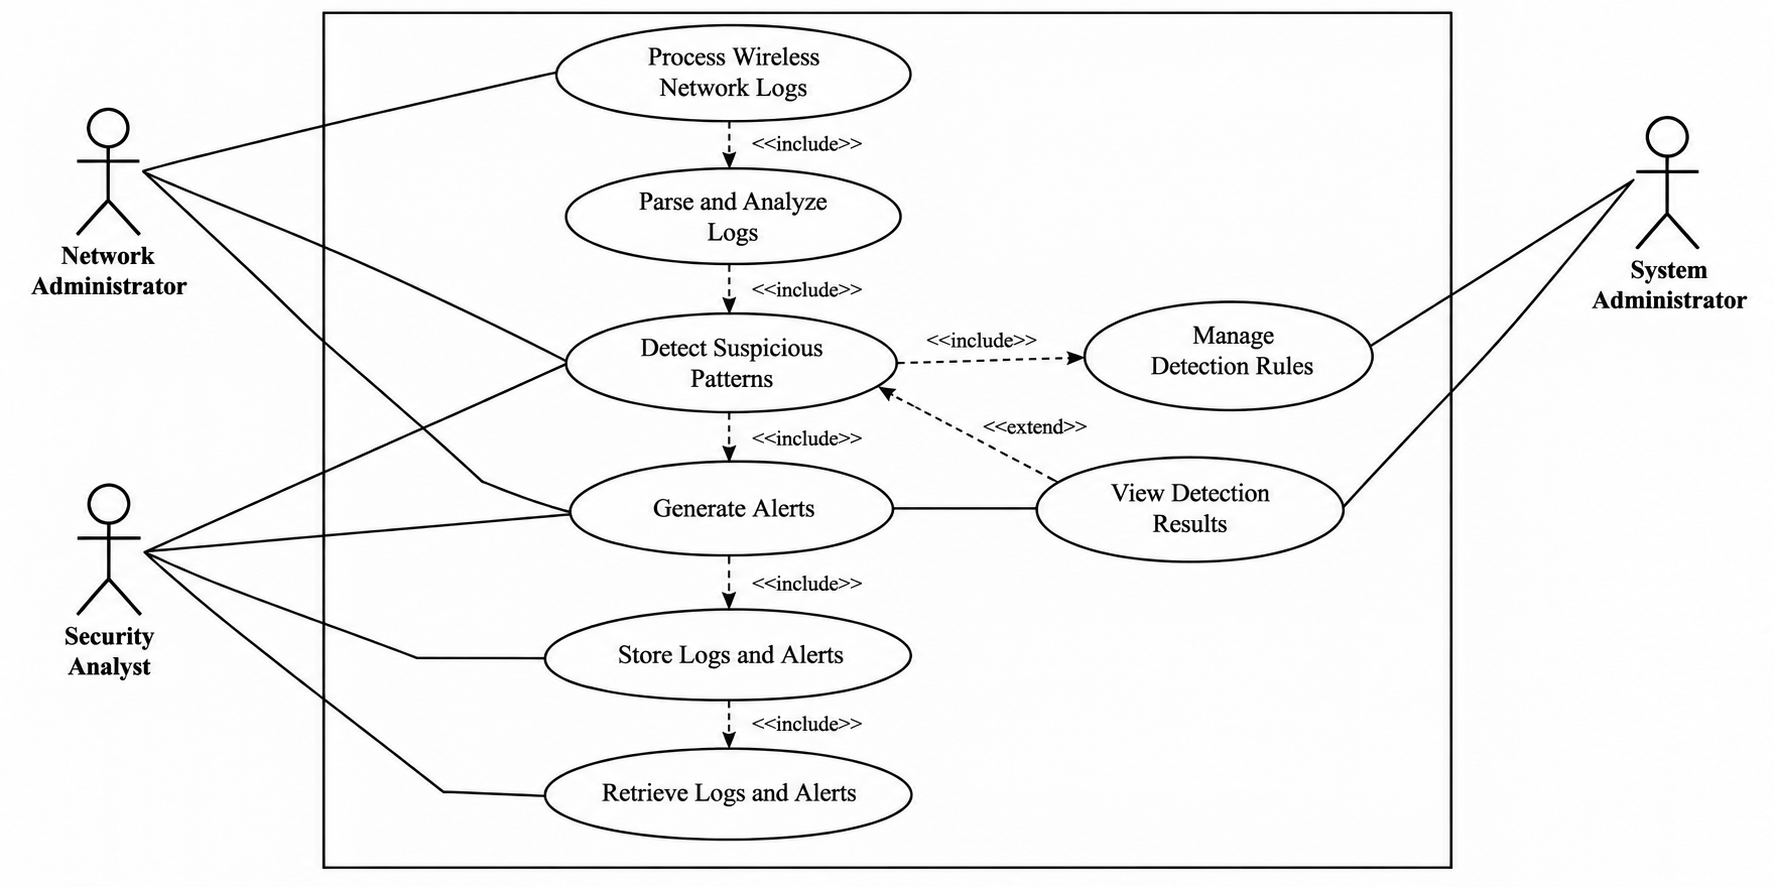 Process Wireless
Network Logs
<<include>>
Parse and Analyze
Logs
<<include>>
Detect Suspicious
Patterns
<<include>>
Manage
Detection Rules
<<extend>>
<<include>>
Generate Alerts
View Detection
Results
<<include>>
Store Logs and Alerts
<<include>>
Retrieve Logs and Alerts
Network
Administrator
Security
Analyst
System
Administrator